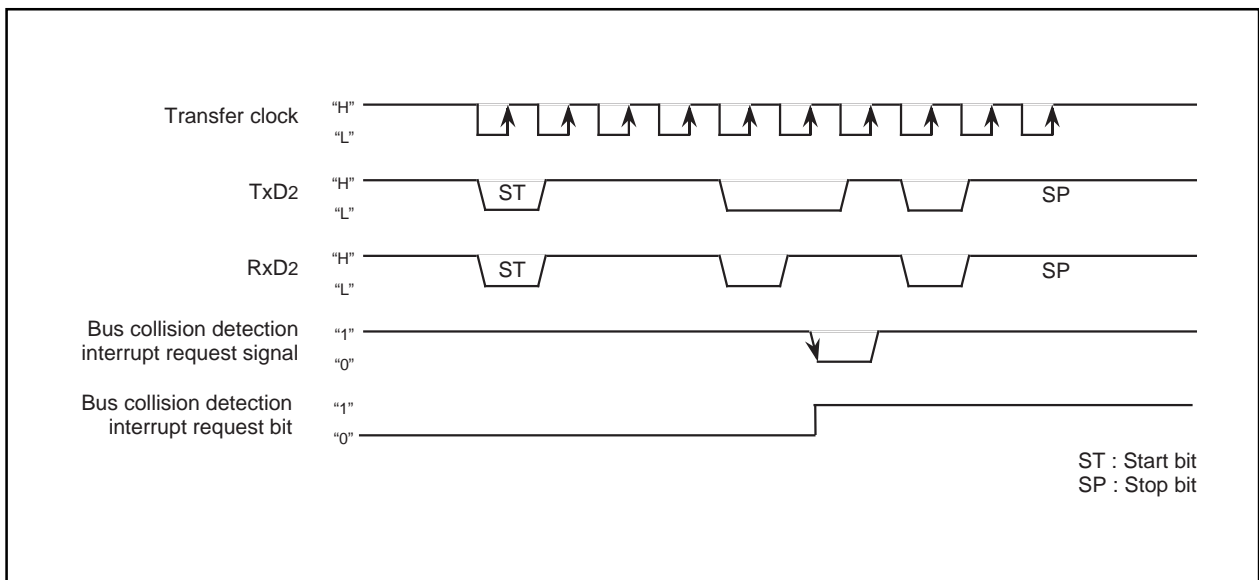 Transfer clock “H”
“L”
TxD2 “H” ST SP
“L”
RxD2 “H” ST SP
“L”
Bus collision detection “1”
interrupt request signal “0”
Bus collision detection “1”
interrupt request bit “0”
ST : Start bit
SP : Stop bit